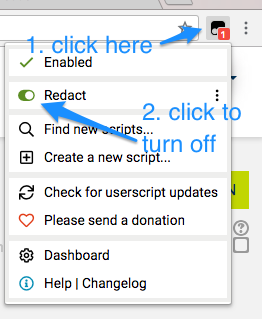 1. click here
1
Enabled
Redact
2. click to
turn off
Find new scripts...
Create a new script...
Check for userscript updates
Please send a donation
Dashboard
Help | Changelog
N